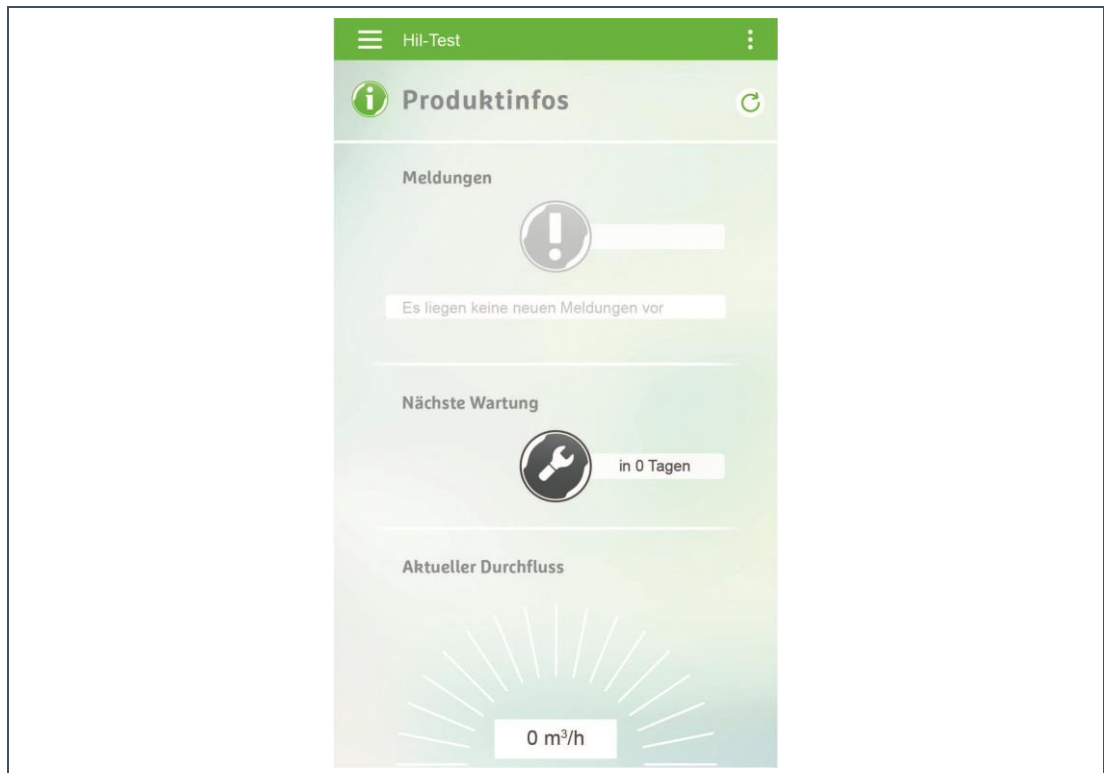 Hil-Test
Produktinfos
Meldungen
Es liegen keine neuen Meldungen vor
Nächste Wartung
in 0 Tagen
Aktueller Durchfluss
0 m³/h